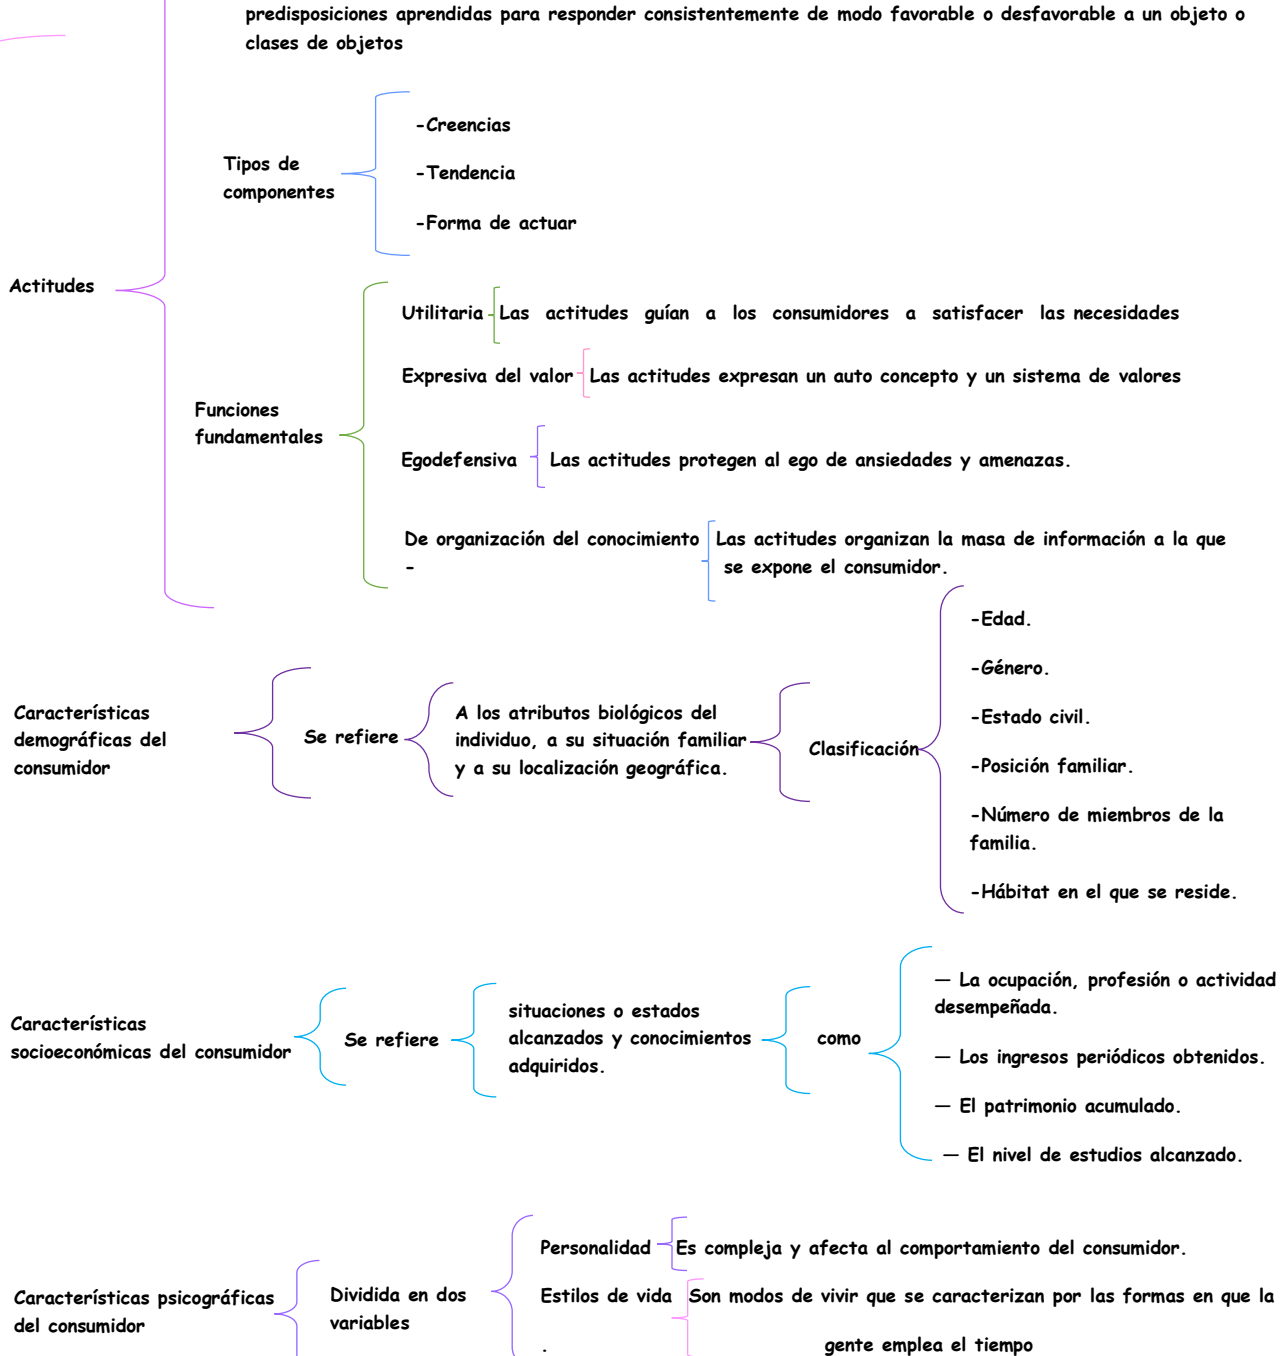 predisposiciones aprendidas para responder consistentemente de modo favorable o desfavorable a un objeto o
clases de objetos
Actitudes
Tipos de
componentes
-Creencias
-Tendencia
-Forma de actuar
Funciones
fundamentales
Utilitaria
Las actitudes guían a los consumidores a satisfacer las necesidades
Expresiva del valor
Las actitudes expresan un auto concepto y un sistema de valores
Egodefensiva
Las actitudes protegen al ego de ansiedades y amenazas.
De organización del conocimiento
-
Las actitudes organizan la masa de información a la que
se expone el consumidor.
Características
demográficas del
consumidor
Se refiere
A los atributos biológicos del
individuo, a su situación familiar
y a su localización geográfica.
Clasificación
-Edad.
-Género.
-Estado civil.
-Posición familiar.
-Número de miembros de la
familia.
-Hábitat en el que se reside.
Características
socioeconómicas del consumidor
Se refiere
situaciones o estados
alcanzados y conocimientos
adquiridos.
como
— La ocupación, profesión o actividad
desempeñada.
— Los ingresos periódicos obtenidos.
— El patrimonio acumulado.
— El nivel de estudios alcanzado.
Características psicográficas
del consumidor
Dividida en dos
variables
Personalidad
Es compleja y afecta al comportamiento del consumidor.
Estilos de vida
.
Son modos de vivir que se caracterizan por las formas en que la
gente emplea el tiempo